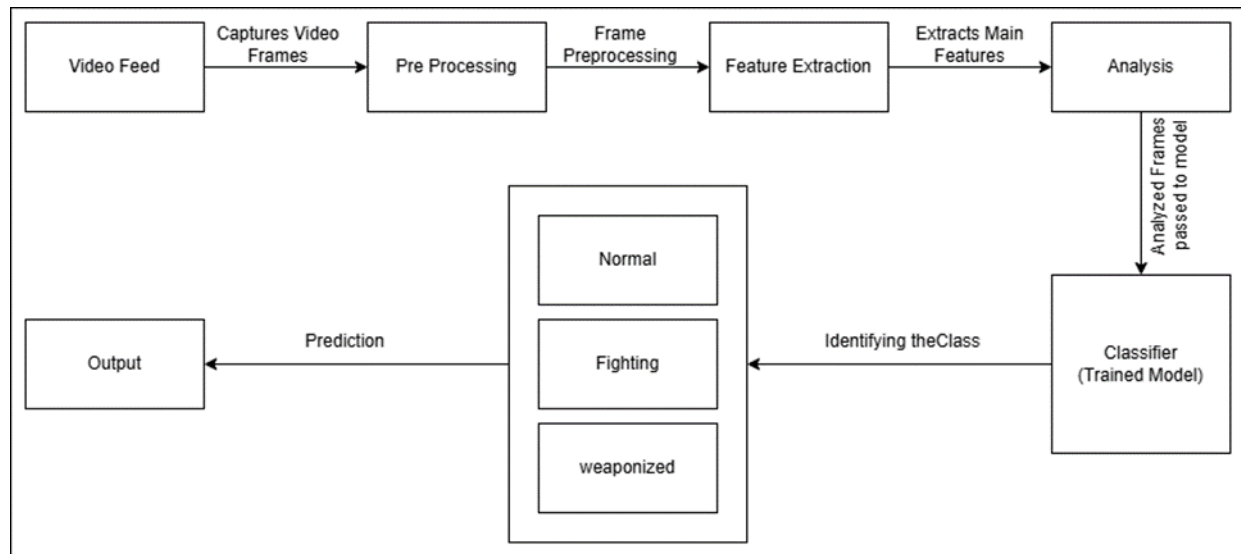 Video Feed
Captures Video
Frames
Pre Processing
Frame
Preprocessing
Feature Extraction
Extracts Main
Features
Analysis
Analyzed Frames
passed to model
Classifier
(Trained Model)
Identifying theClass
Normal
Fighting
weaponized
Prediction
Output